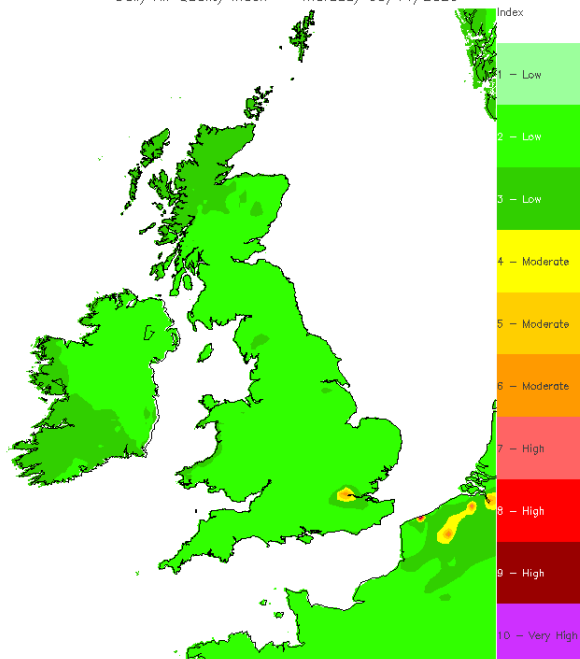 Index
1 - Low
2 - Low
3 - Low
4 - Moderate
5 - Moderate
6 - Moderate
7 - High
8 - High
9 - High
10 - Very High